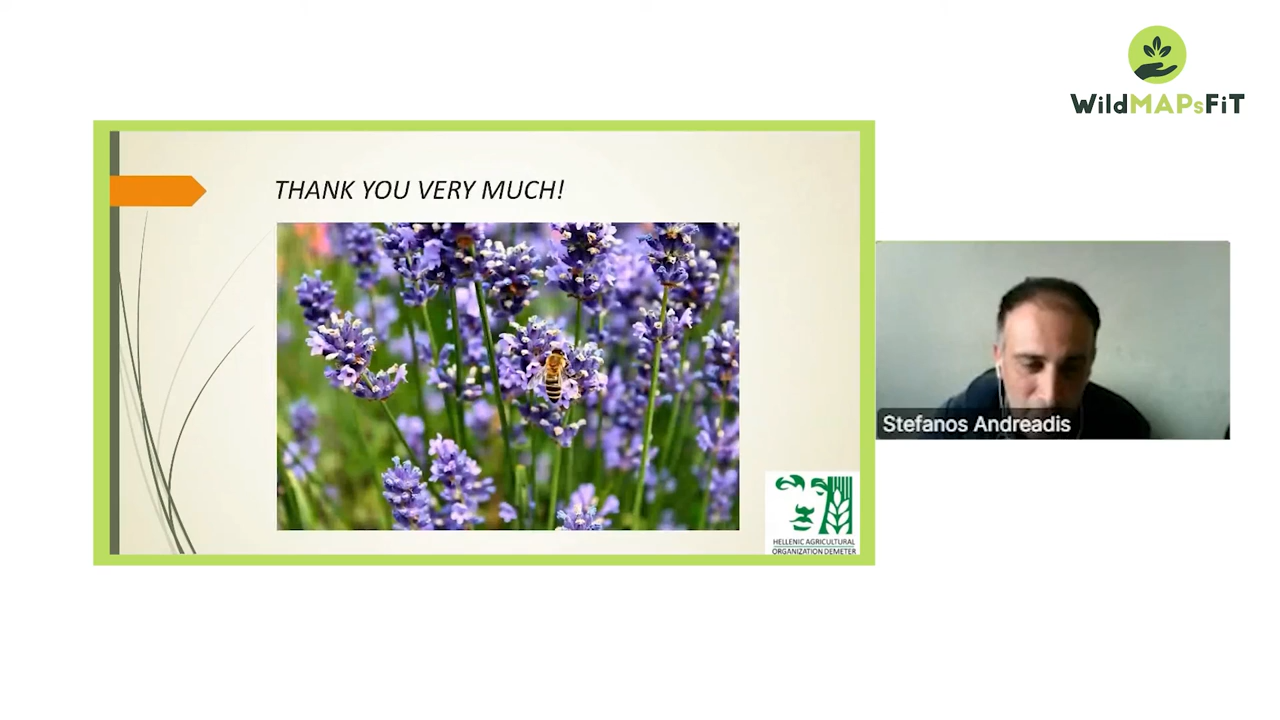 WildMAPsFiT
THANK YOU VERY MUCH!
Stefanos Andreadis
HELLENIC AGRICULTURAL
ORGANIZATION DEMETER